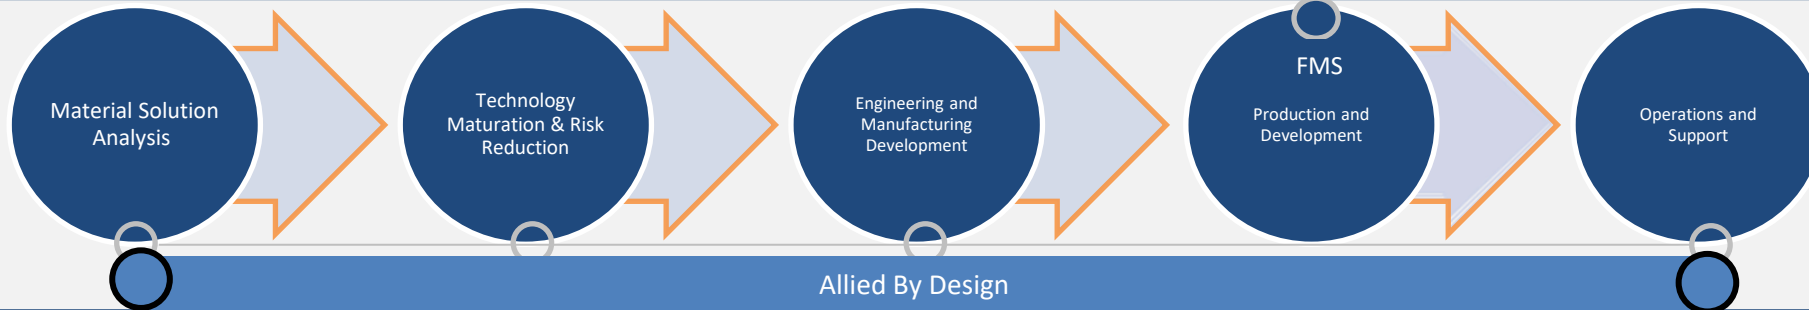 Material Solution
Analysis
Technology
Maturation & Risk
Reduction
Engineering and
Manufacturing
Development
FMS
Production and
Development
Operations and
Support
Allied By Design